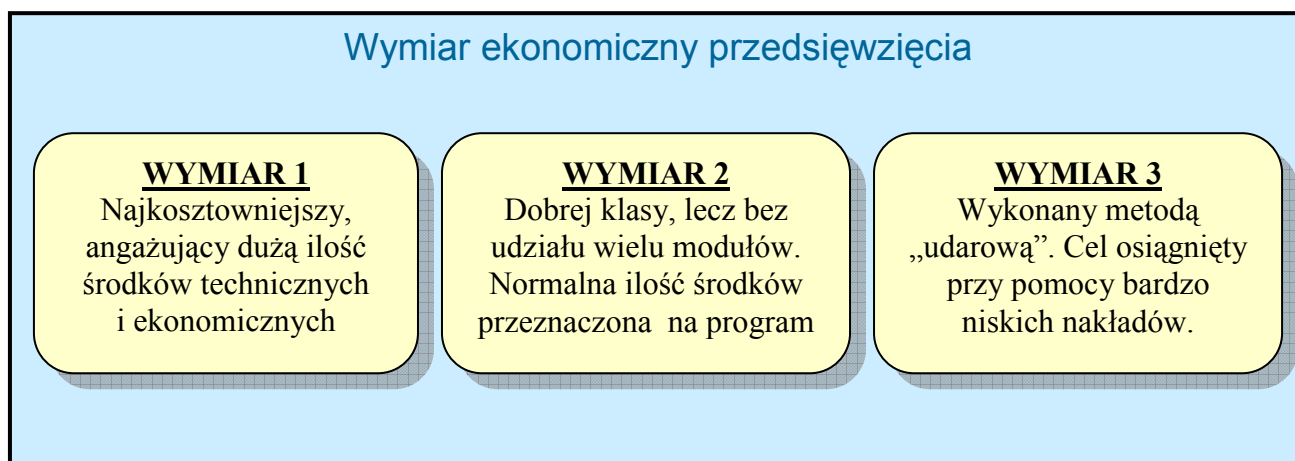 Wymiar ekonomiczny przedsięwzięcia
WYMIAR 1
Najkosztowniejszy,
angażujący dużą ilość
środków technicznych
i ekonomicznych
WYMIAR 2
Dobrej klasy, lecz bez
udziału wielu modułów.
Normalna ilość środków
przeznaczona na program
WYMIAR 3
Wykonany metodą
„udarową”. Cel osiągnięty
przy pomocy bardzo
niskich nakładów.